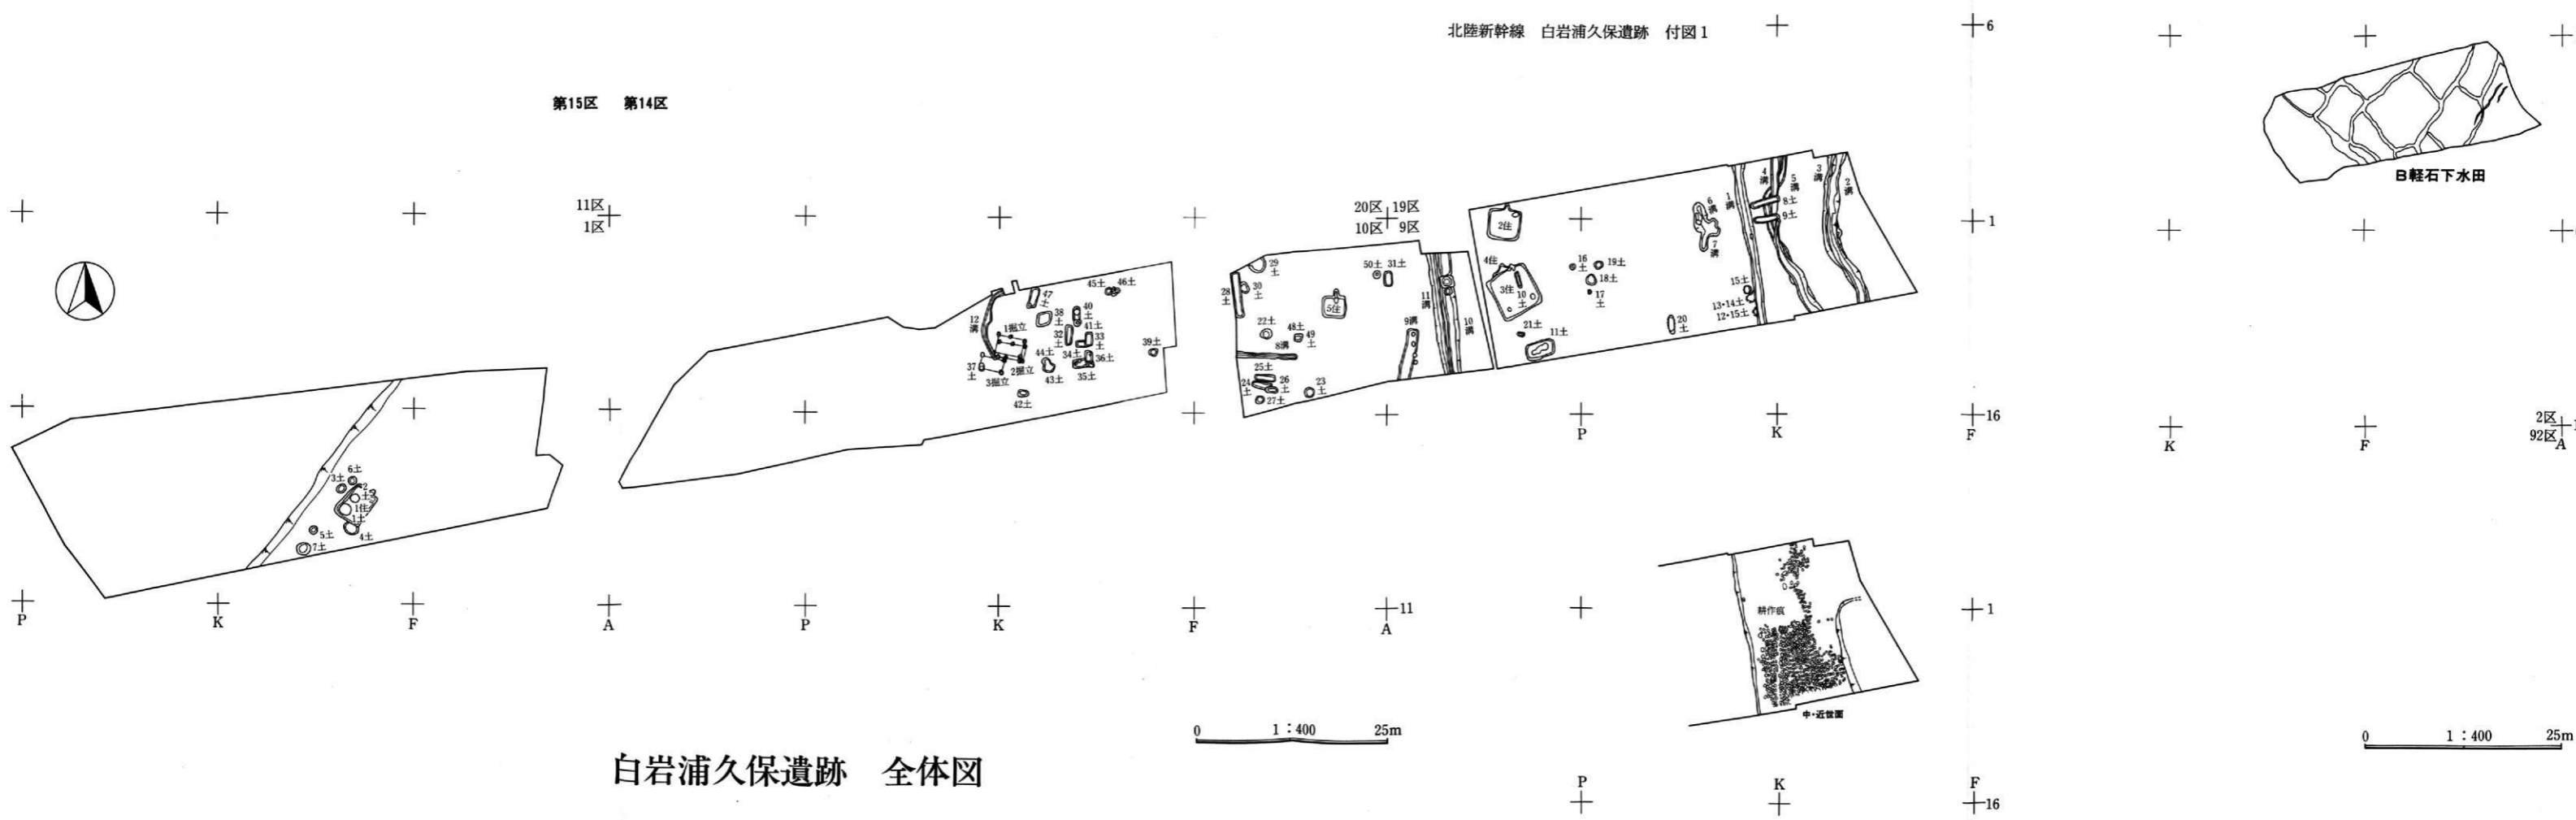 北陸新幹線 白岩浦久保遺跡 付図1
6
第15区 第14区
B軽石下水田
11区
1区
20区 19区
10区 9区
1
2住
1溝
4溝
5溝
3溝
2溝
8土
9土
6溝
7溝
4住
3住
10土
16土
19土
18土
17土
15土
13・14土
12・15土
20土
21土
11土
29土
28土
30土
50土
31土
5住
11溝
10溝
9溝
22土
48土
49土
8溝
25土
24土
26土
27土
23土
47土
45土
46土
12溝
38土
40土
41土
1掘立
32土
33土
34土
36土
35土
39土
37土
2掘立
3掘立
44土
43土
42土
16
P
K
F
K
F
2区
92区
A
3土
6土
2土
1住
1土
5土
4土
7土
P
K
F
A
P
K
F
A
11
1
耕作痕
中・近世面
0 1：400 25m
0 1：400 25m
白岩浦久保遺跡 全体図
P
K
F
16